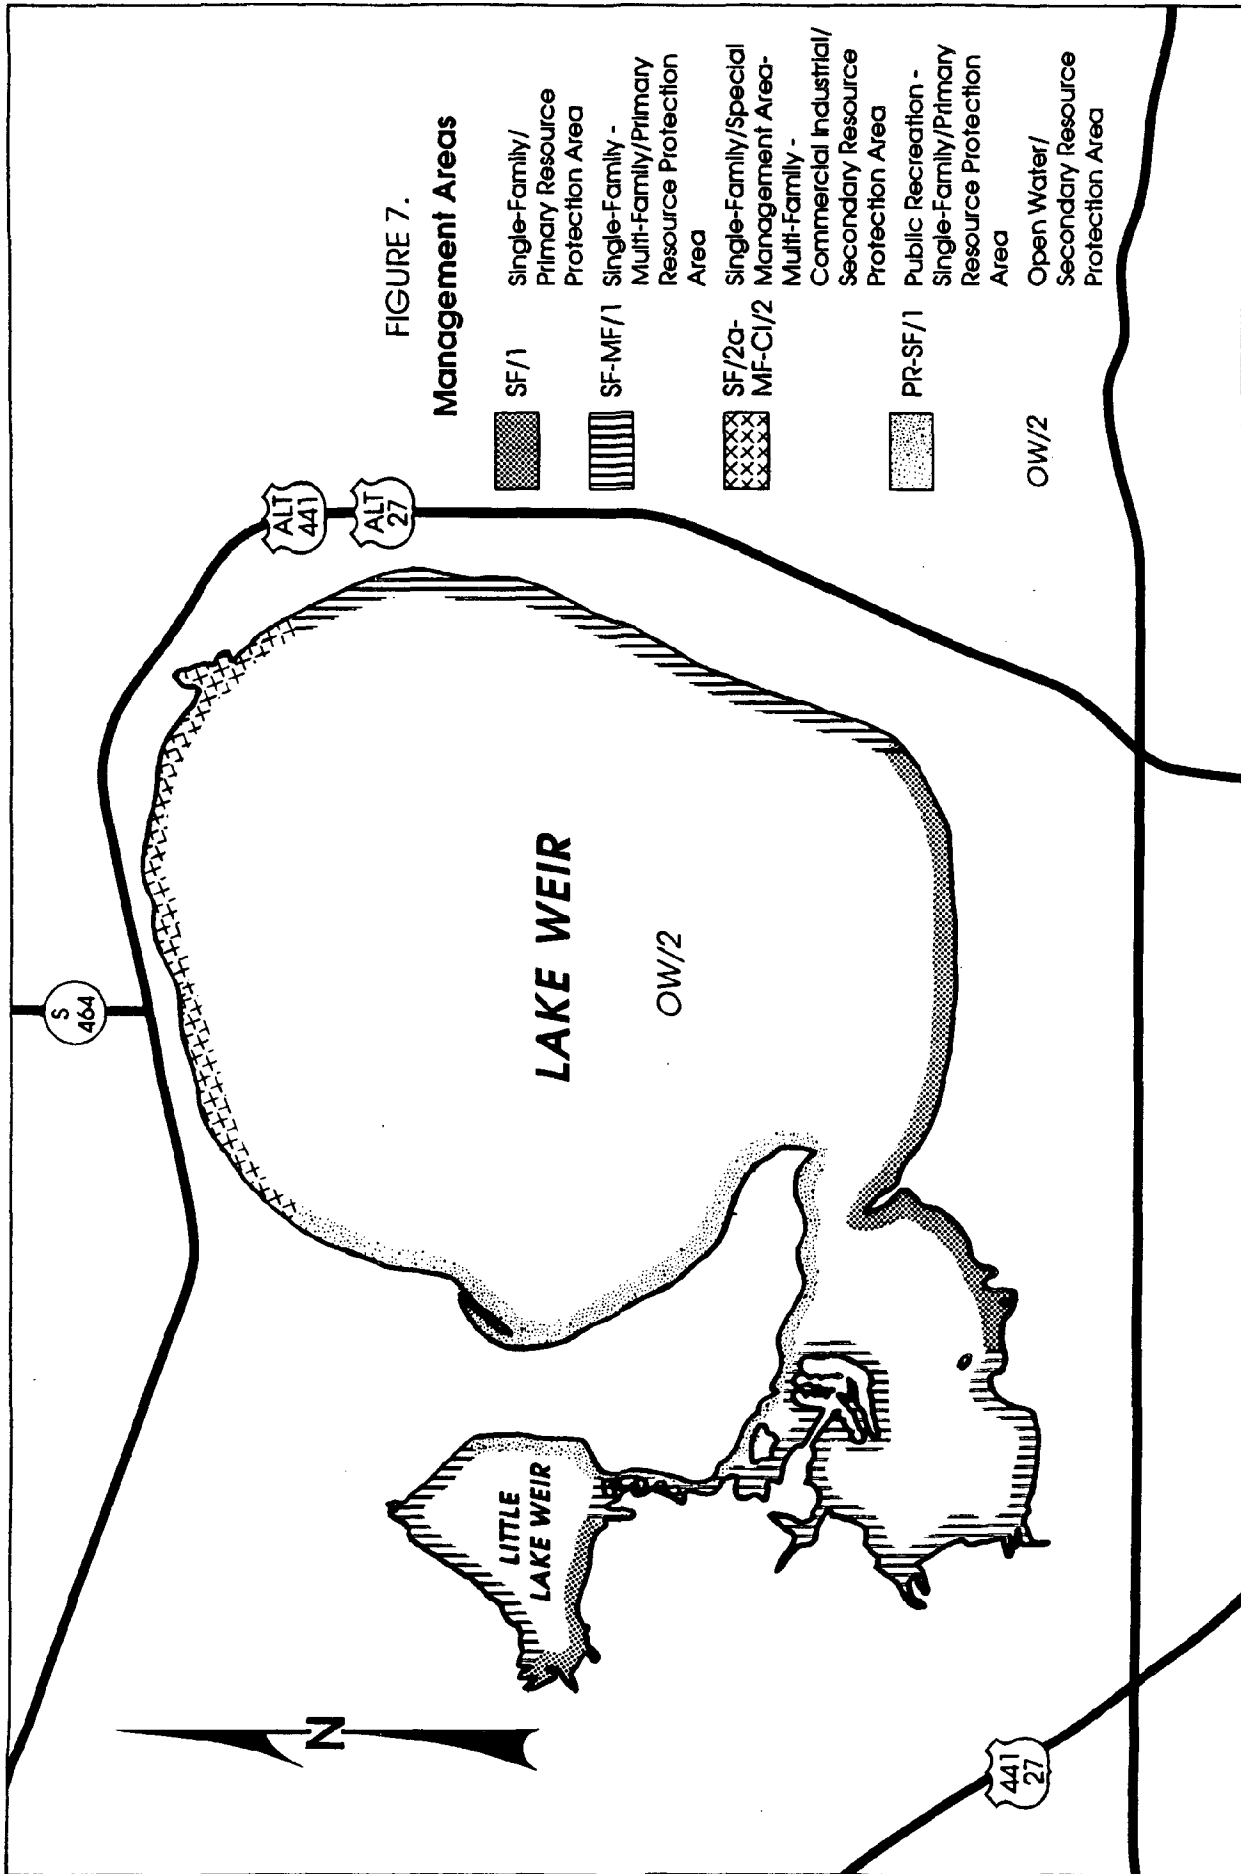 FIGURE 7.
Management Areas
SF/1
Single-Family/
Primary Resource
Protection Area
SF-MF/1
Single-Family -
Multi-Family/Primary
Resource Protection
Area
SF/2a-
MF-CI/2
Single-Family/Special
Management Area-
Multi-Family -
Commercial Industrial/
Secondary Resource
Protection Area
PR-SF/1
Public Recreation -
Single-Family/Primary
Resource Protection
Area
OW/2
Open Water/
Secondary Resource
Protection Area
S
464
ALT
441
ALT
27
LAKE WEIR
OW/2
LITTLE
LAKE WEIR
N
441
27